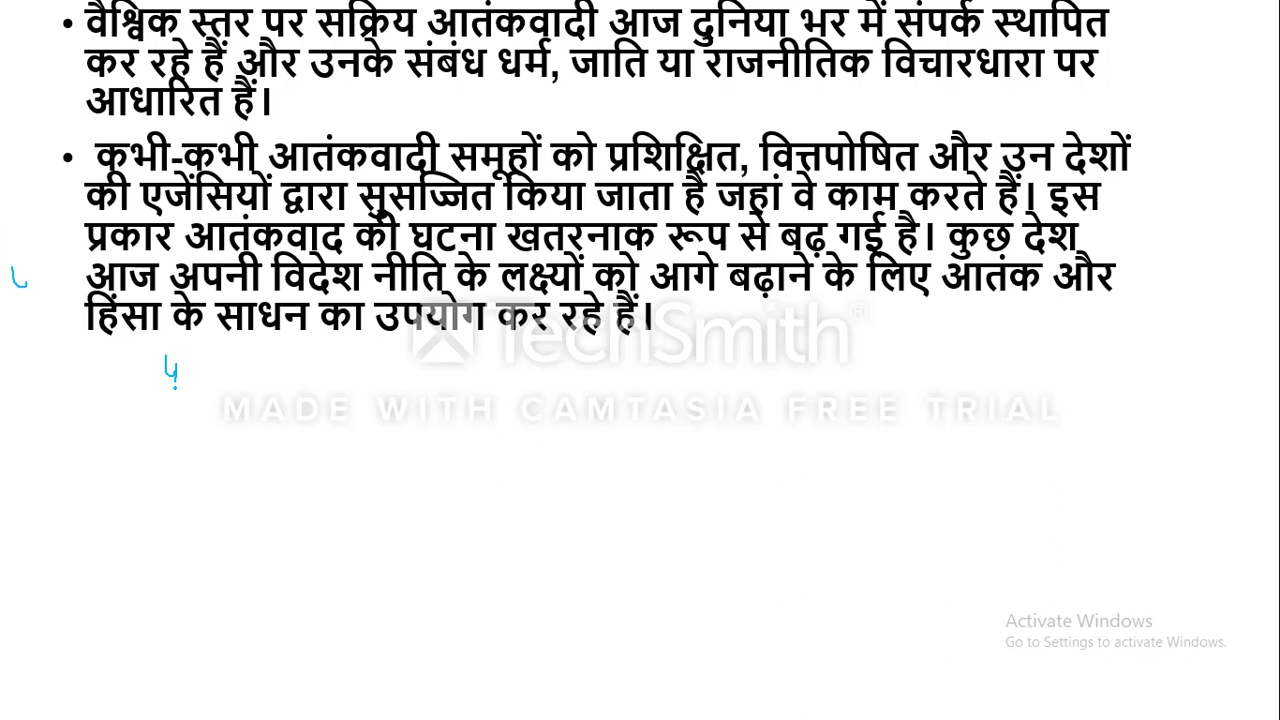 • वैश्विक स्तर पर सक्रिय आतंकवादी आज दुनिया भर में संपर्क स्थापित
कर रहे हैं और उनके संबंध धर्म, जाति या राजनीतिक विचारधारा पर
आधारित हैं।
• कभी-कभी आतंकवादी समूहों को प्रशिक्षित, वित्तपोषित और उन देशों
की एजेंसियों द्वारा सुसज्जित किया जाता है जहां वे काम करते हैं। इस
प्रकार आतंकवाद की घटना खतरनाक रूप से बढ़ गई है। कुछ देश
आज अपनी विदेश नीति के लक्ष्यों को आगे बढ़ाने के लिए आतंक और
हिंसा के साधन का उपयोग कर रहे हैं।
TechSmith®
MADE WITH CAMTASIA FREE TRIAL
Activate Windows
Go to Settings to activate Windows.